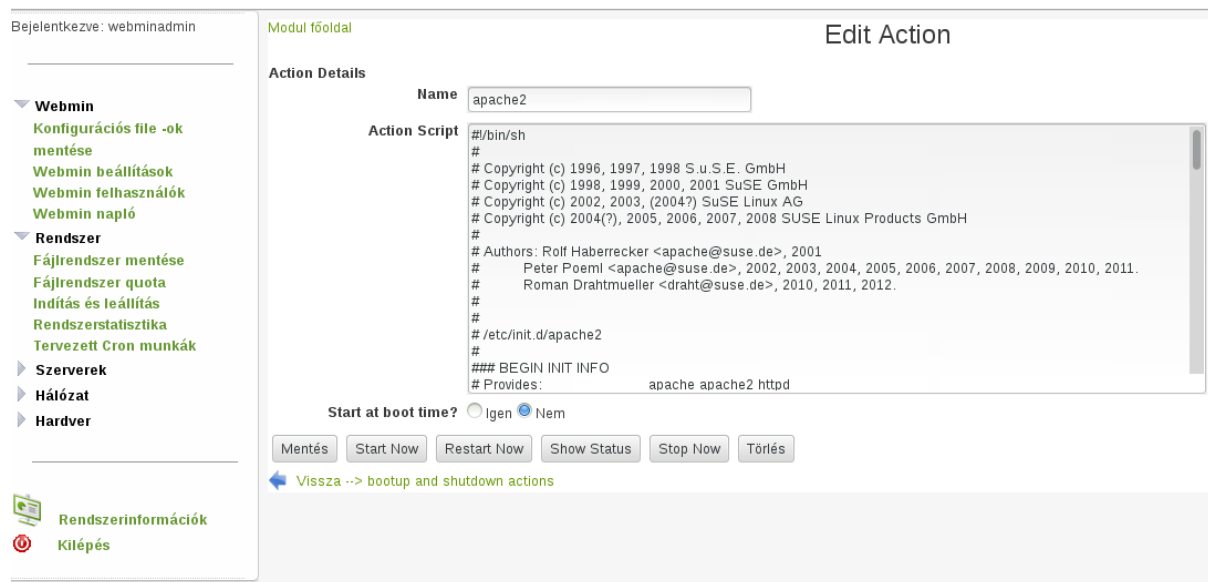 Bejelentkezve: webminadmin
Webmin
Konfigurációs file -ok
mentése
Webmin beállítások
Webmin felhasználók
Webmin napló
Rendszer
Fájlrendszer mentése
Fájlrendszer quota
Indítás és leállítás
Rendszerstatisztika
Tervezett Cron munkák
Szerverek
Hálózat
Hardver
Rendszerinformációk
Kilépés
Modul főoldal
Edit Action
Action Details
Name apache2
Action Script
#!/bin/sh
#
# Copyright (c) 1996, 1997, 1998 S.u.S.E. GmbH
# Copyright (c) 1998, 1999, 2000, 2001 SuSE GmbH
# Copyright (c) 2002, 2003, (2004?) SuSE Linux AG
# Copyright (c) 2004(?), 2005, 2006, 2007, 2008 SUSE Linux Products GmbH
#
# Authors: Rolf Haberrecker <apache@suse.de>, 2001
# Peter Poeml <apache@suse.de>, 2002, 2003, 2004, 2005, 2006, 2007, 2008, 2009, 2010, 2011.
# Roman Drahtmueller <draht@suse.de>, 2010, 2011, 2012.
#
#
# /etc/init.d/apache2
#
### BEGIN INIT INFO
# Provides: apache apache2 httpd
Start at boot time? Igen Nem
Mentés Start Now Restart Now Show Status Stop Now Törlés
Vissza --> bootup and shutdown actions